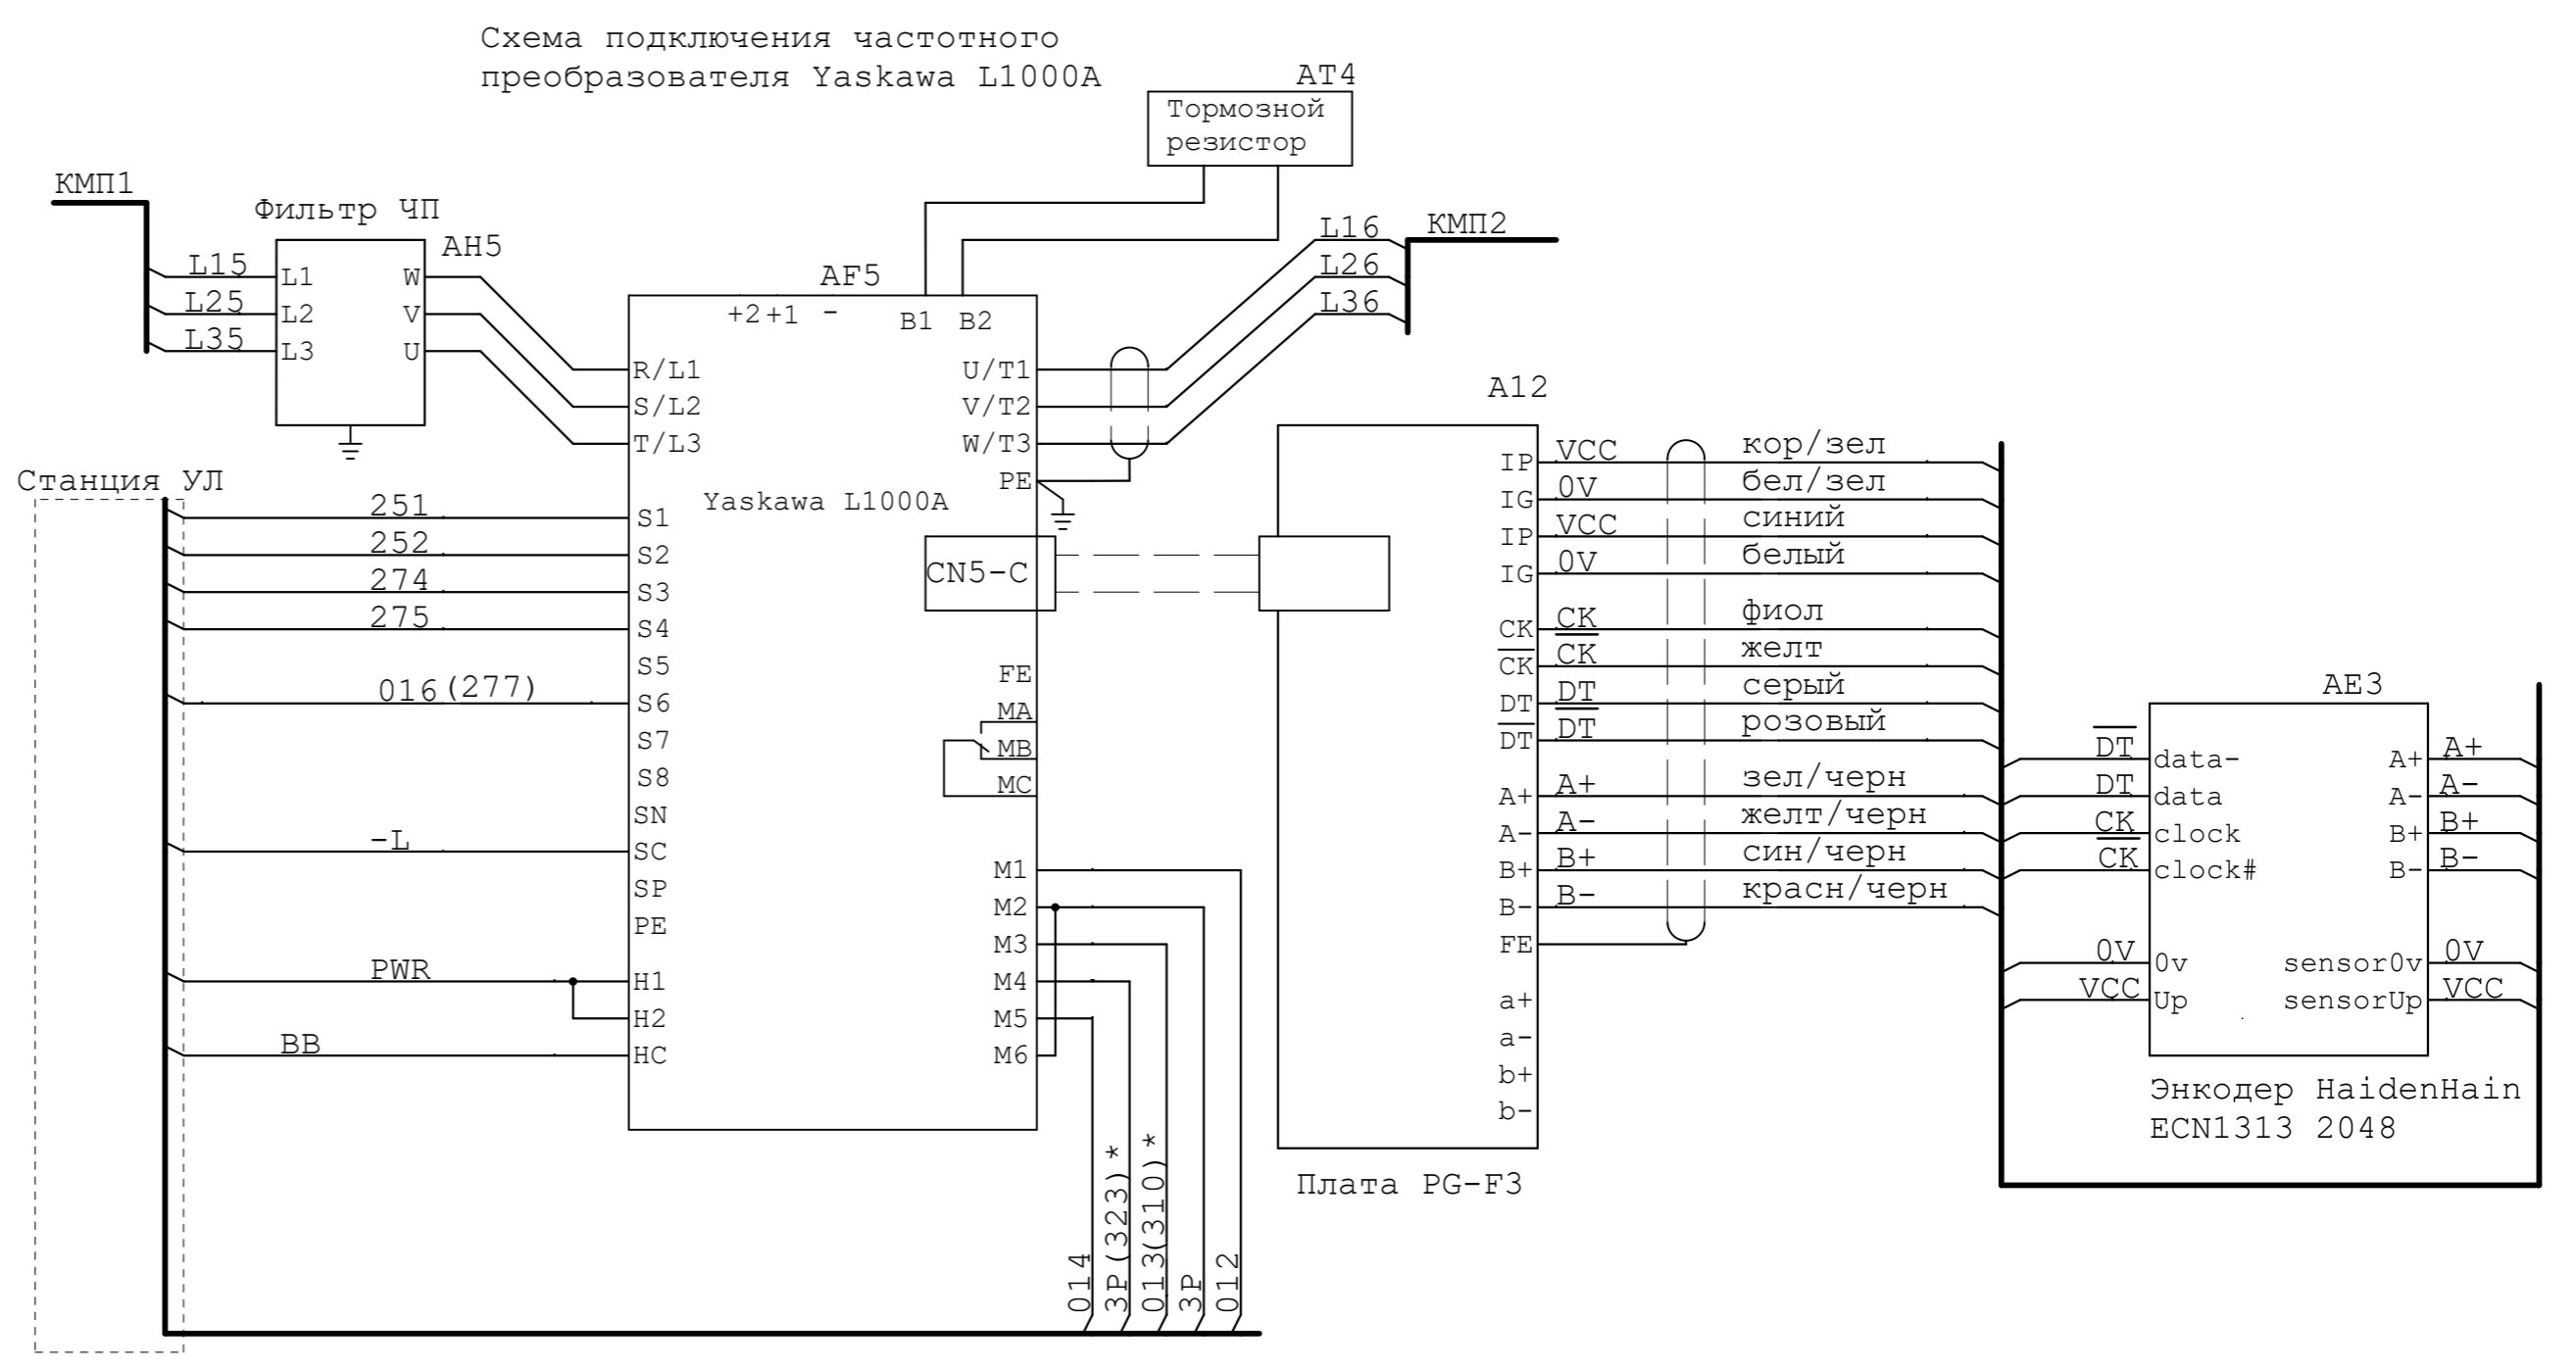 Схема подключения частотного
преобразователя Yaskawa L1000A
AT4
Тормозной
резистор
КМП1
Фильтр ЧП
AH5
L15
L25
L35
L1
L2
L3
W
V
U
AF5
+2 +1 -
B1 B2
R/L1
S/L2
T/L3
U/T1
V/T2
W/T3
PE
L16
L26
L36
КМП2
Yaskawa L1000A
Станция УЛ
251
252
274
275
016(277)
-L
PWR
BB
S1
S2
S3
S4
S5
S6
S7
S8
SN
SC
SP
PE
H1
H2
HC
CN5-C
FE
MA
MB
MC
M1
M2
M3
M4
M5
M6
014
3P(323)*
013(310)*
3P
012
A12
IP VCC кор/зел
IG 0V бел/зел
IP VCC синий
IG 0V белый
CK CK фиол
C̅K̅ C̅K̅ желт
DT DT серый
D̅T̅ D̅T̅ розовый
A+ A+ зел/черн
A- A- желт/черн
B+ B+ син/черн
B- B- красн/черн
FE
a+
a-
b+
b-
Плата PG-F3
AE3
D̅T̅ data- A+ A+
DT data A- A-
CK clock B+ B+
C̅K̅ clock# B- B-
0V 0v sensor0v 0V
VCC Up sensorUp VCC
Энкодер HaidenHain
ECN1313 2048